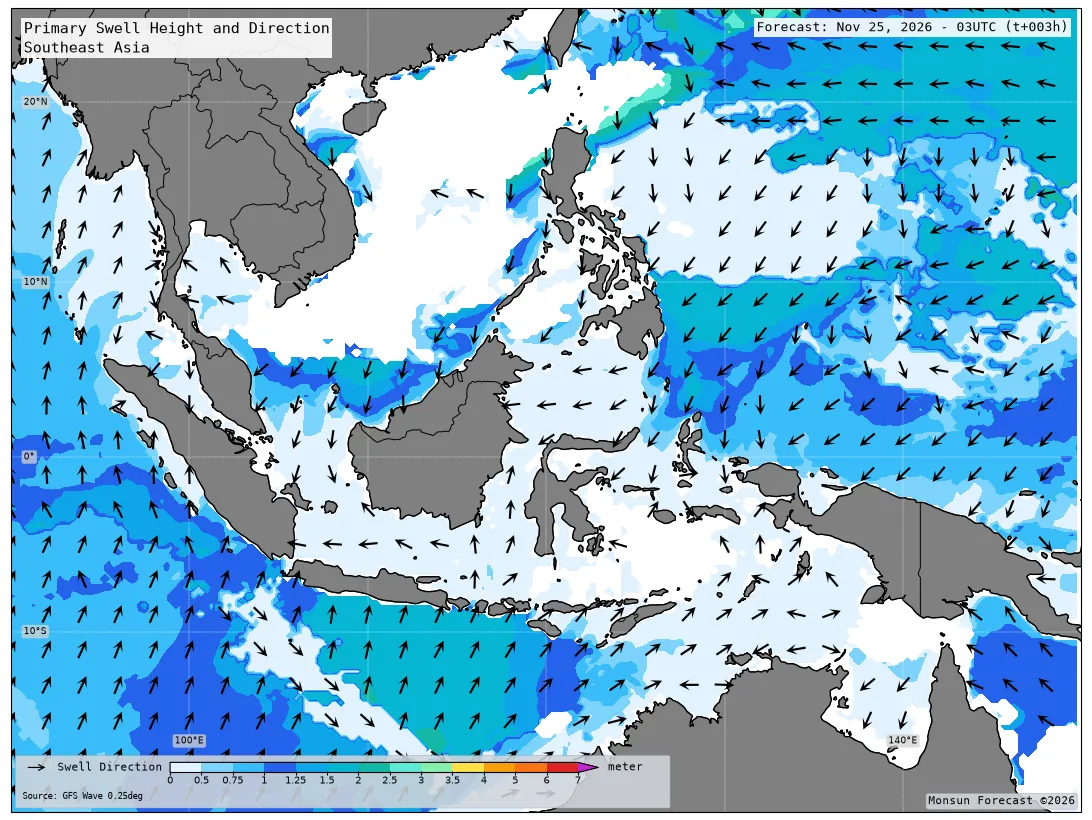 Primary Swell Height and Direction
Southeast Asia
Forecast: Nov 25, 2026 - 03UTC (t+003h)
20°N
10°N
0°
10°S
100°E
140°E
Swell Direction
0 0.5 0.75 1 1.25 1.5 2 2.5 3 3.5 4 5 6 7
meter
Source: GFS Wave 0.25deg
Monsun Forecast ©2026